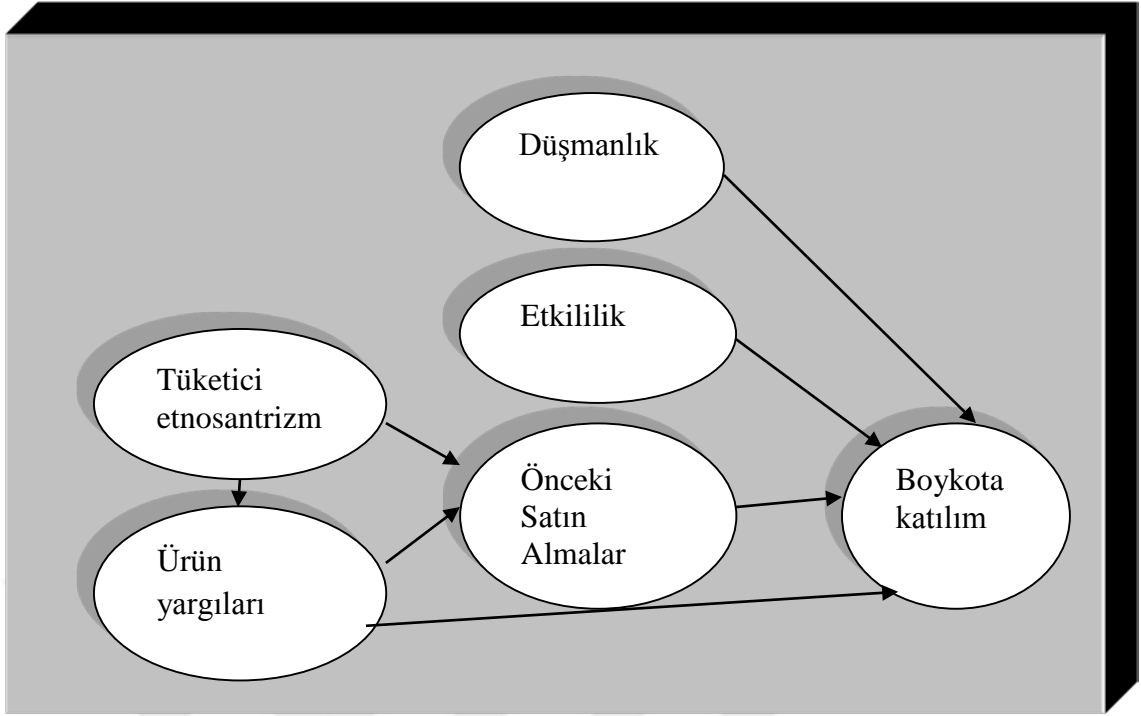 Düşmanlık
Etkililik
Tüketici
etnosantrizm
Önceki
Satın
Almalar
Boykota
katılım
Ürün
yargıları